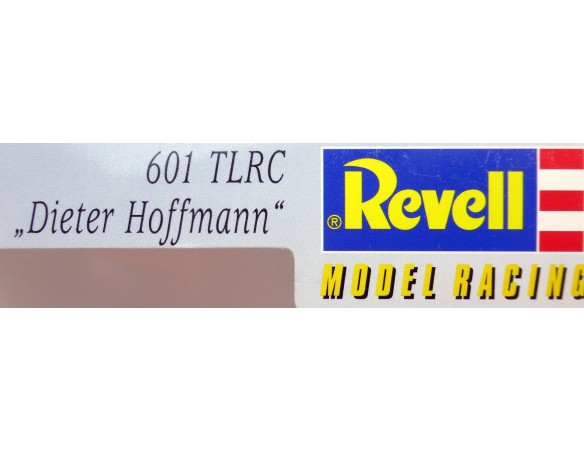 601 TLRC
„Dieter Hoffmann“
® Revell
MODEL RACING